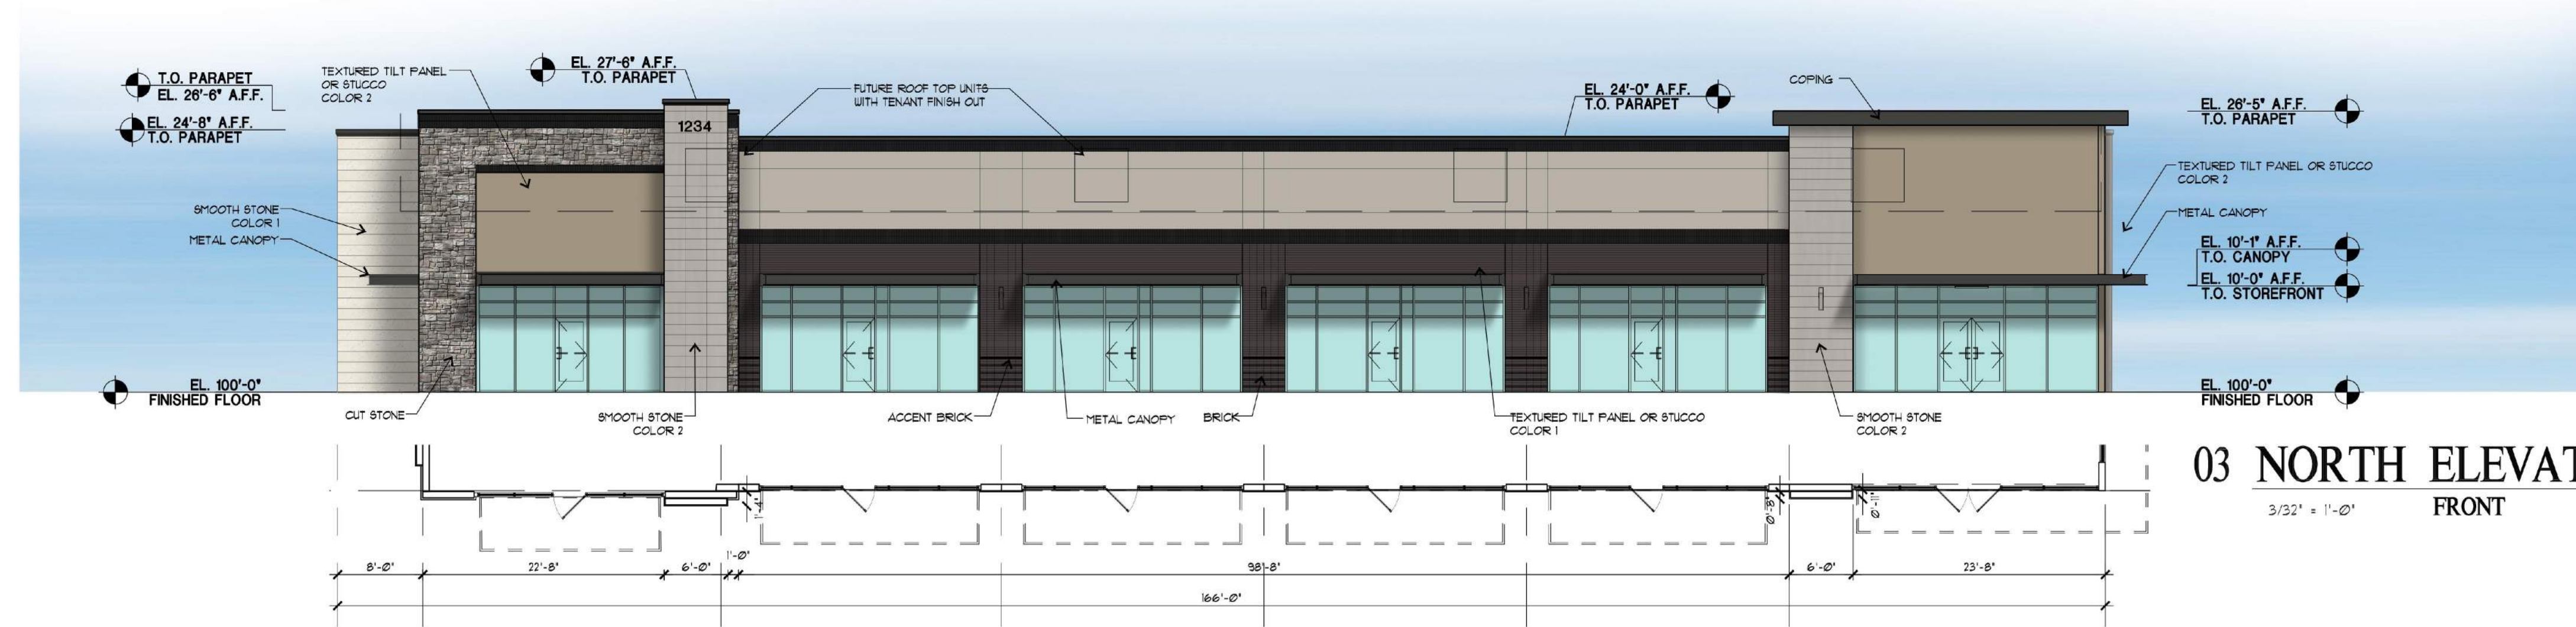 T.O. PARAPET
EL. 26'-6" A.F.F.
EL. 24'-8" A.F.F.
T.O. PARAPET
TEXTURED TILT PANEL
OR STUCCO
COLOR 2
EL. 27'-6" A.F.F.
T.O. PARAPET
1234
FUTURE ROOF TOP UNITS
WITH TENANT FINISH OUT
EL. 24'-0" A.F.F.
T.O. PARAPET
COPING
EL. 26'-5" A.F.F.
T.O. PARAPET
TEXTURED TILT PANEL OR STUCCO
COLOR 2
METAL CANOPY
EL. 10'-1" A.F.F.
T.O. CANOPY
EL. 10'-0" A.F.F.
T.O. STOREFRONT
SMOOTH STONE
COLOR 1
METAL CANOPY
EL. 100'-0"
FINISHED FLOOR
EL. 100'-0"
FINISHED FLOOR
CUT STONE
SMOOTH STONE
COLOR 2
ACCENT BRICK
METAL CANOPY
BRICK
TEXTURED TILT PANEL OR STUCCO
COLOR 1
SMOOTH STONE
COLOR 2
03 NORTH ELEVAT
3/32" = 1'-0"
FRONT
1'-4"
0'-8"
0'-11"
8'-0"
22'-8"
6'-0"
1'-0"
98'-8"
6'-0"
23'-8"
166'-0"